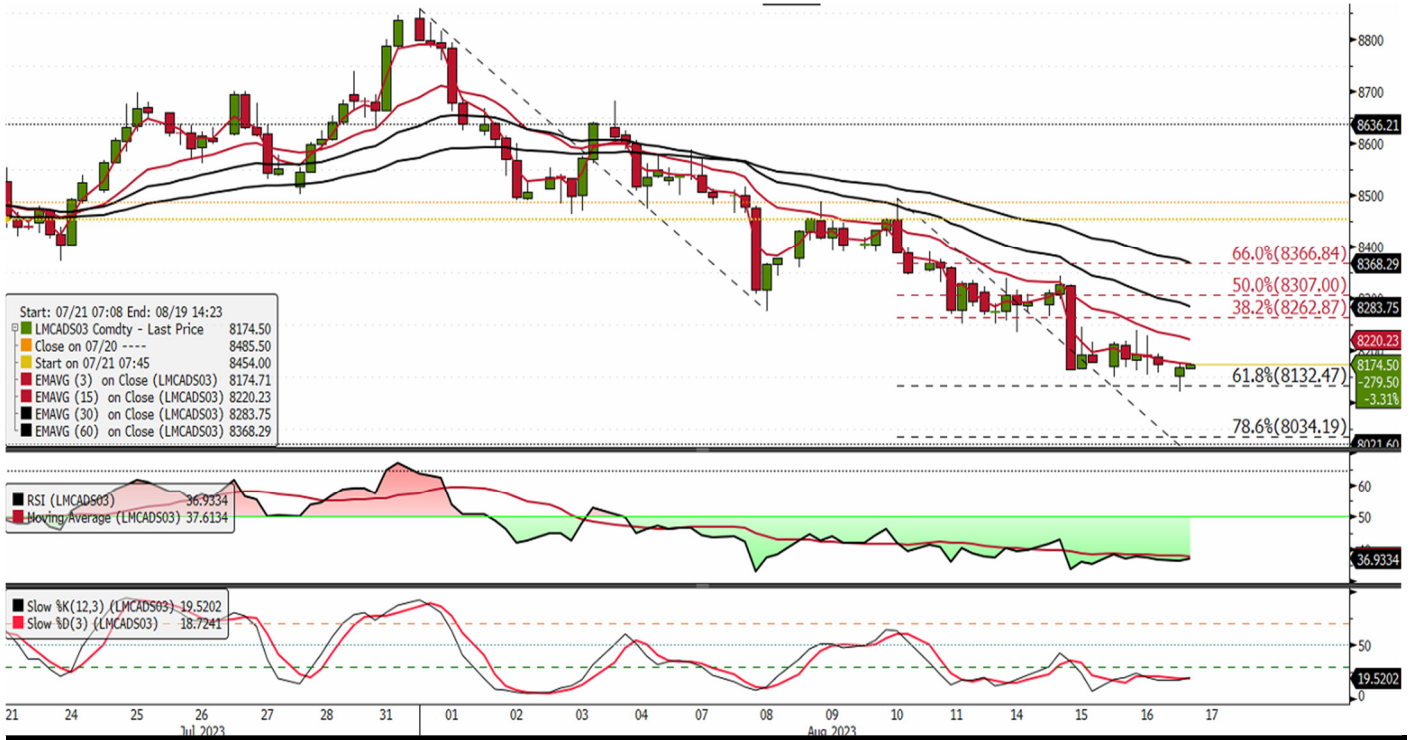 8800
8700
8636.21
8600
8500
8400
66.0%(8366.84)
8368.29
50.0%(8307.00)
8283.75
38.2%(8262.87)
8220.23
8174.50
-279.50
-3.31%
61.8%(8132.47)
78.6%(8034.19)
8021.60
Start: 07/21 07:08 End: 08/19 14:23
LMCADS03 Comdty - Last Price 8174.50
Close on 07/20 ---- 8485.50
Start on 07/21 07:45 8454.00
EMAVG (3) on Close (LMCADS03) 8174.71
EMAVG (15) on Close (LMCADS03) 8220.23
EMAVG (30) on Close (LMCADS03) 8283.75
EMAVG (60) on Close (LMCADS03) 8368.29
RSI (LMCADS03) 36.9334
Moving Average (LMCADS03) 37.6134
60
50
36.9334
Slow %K(12,3) (LMCADS03) 19.5202
Slow %D(3) (LMCADS03) 18.7241
50
19.5202
0
21 24 25 26 27 28 31 01 02 03 04 07 08 09 10 11 14 15 16 17
Jul 2023 Aug 2023